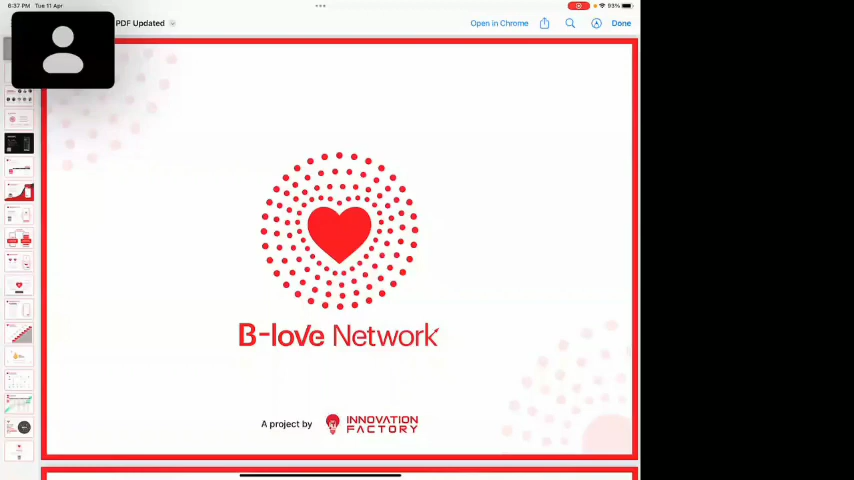 6:37 PM Tue 11 Apr
93%
PDF Updated
Open in Chrome
Done
B-love Network
A project by
INNOVATION
FACTORY